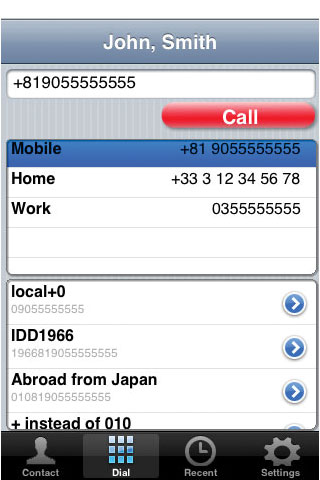 John, Smith
+819055555555
Call
Mobile +81 9055555555
Home +33 3 12 34 56 78
Work 0355555555
local+0
09055555555
IDD1966
1966819055555555
Abroad from Japan
010819055555555
+ instead of 010
Contact Dial Recent Settings